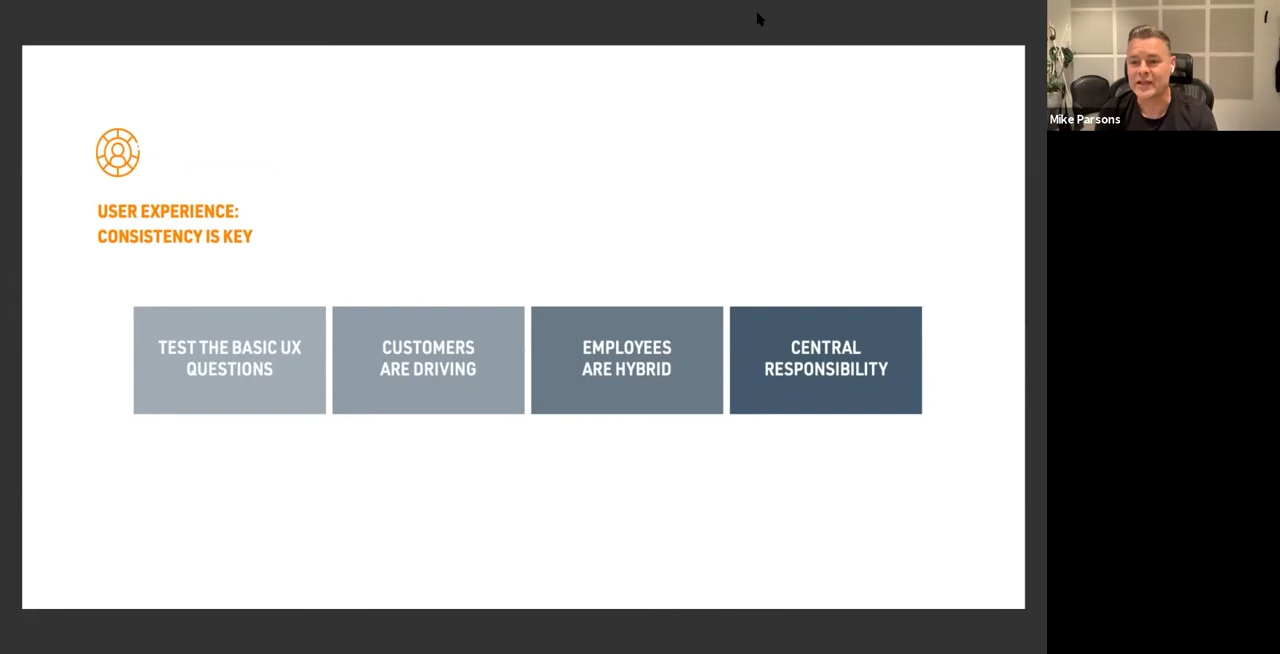 USER EXPERIENCE:
CONSISTENCY IS KEY
TEST THE BASIC UX
QUESTIONS
CUSTOMERS
ARE DRIVING
EMPLOYEES
ARE HYBRID
CENTRAL
RESPONSIBILITY
Mike Parsons